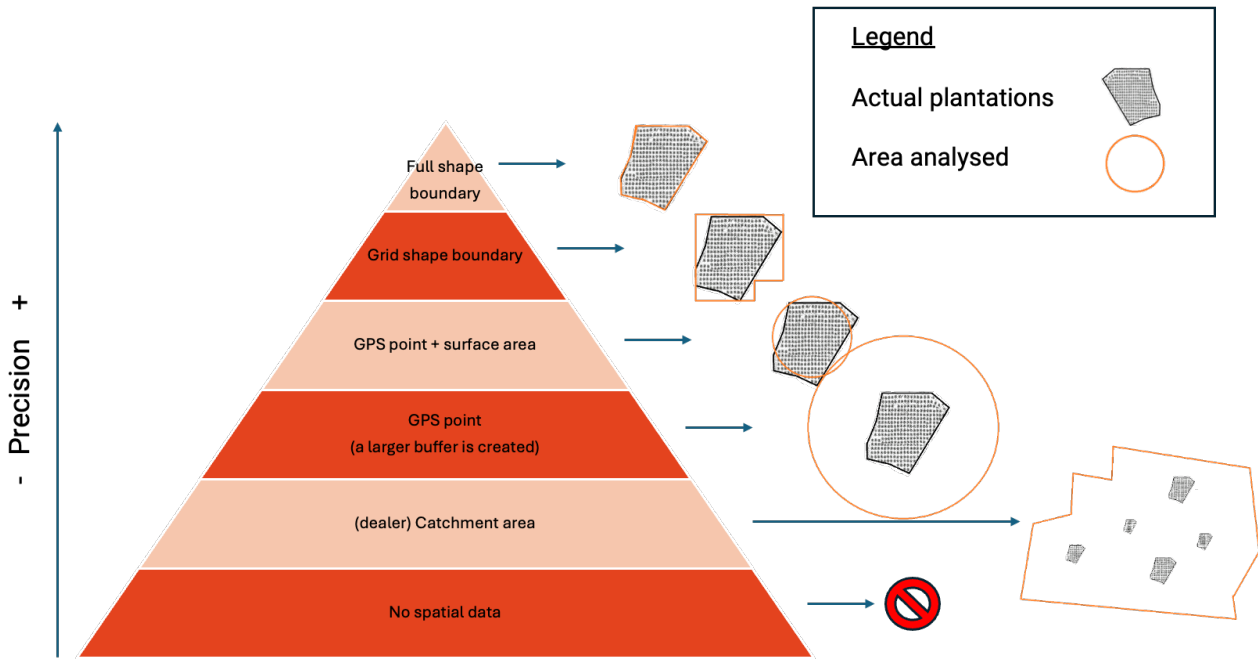 Legend
Actual plantations
Area analysed
- Precision +
Full shape
boundary
Grid shape boundary
GPS point + surface area
GPS point
(a larger buffer is created)
(dealer) Catchment area
No spatial data